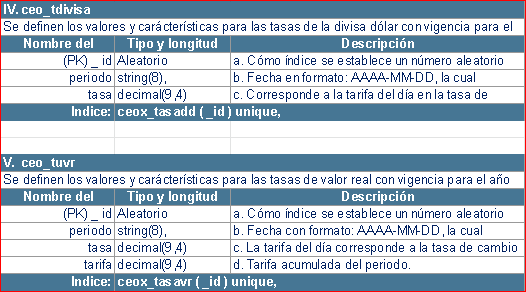 IV. ceo_tdivisa
Se definen los valores y carácterísticas para las tasas de la divisa dólar con vigencia para el
Nombre del Tipo y longitud Descripción
(PK) _ id Aleatorio a. Cómo índice se establece un número aleatorio
periodo string(8), b. Fecha en formato: AAAA-MM-DD, la cual
tasa decimal(9,4) c. Corresponde a la tarifa del día en la tasa de
Indice: ceox_tasadd ( _id ) unique,
V. ceo_tuvr
Se definen los valores y carácterísticas para las tasas de valor real con vigencia para el año
Nombre del Tipo y longitud Descripción
(PK) _ id Aleatorio a. Cómo índice se establece un número aleatorio
periodo string(8), b. Fecha con formato: AAAA-MM-DD, la cual
tasa decimal(9,4) c. La tarifa del día corresponde a la tasa de cambio
tarifa decimal(9,4) d. Tarifa acumulada del periodo.
Indice: ceox_tasavr ( _id ) unique,